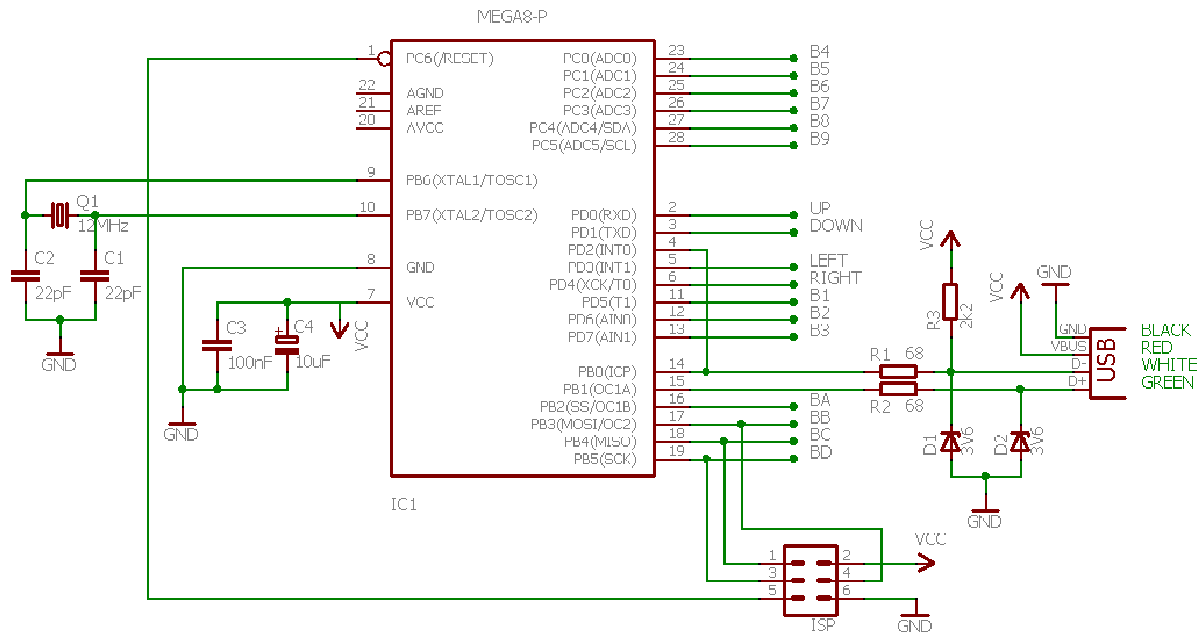 MEGA8-P
1 PC6(/RESET) PC0(ADC0) 23 B4
PC1(ADC1) 24 B5
22 AGND PC2(ADC2) 25 B6
21 AREF PC3(ADC3) 26 B7
20 AVCC PC4(ADC4/SDA) 27 B8
PC5(ADC5/SCL) 28 B9
9 PB6(XTAL1/TOSC1)
Q1
12MHz
10 PB7(XTAL2/TOSC2) PD0(RXD) 2 UP
PD1(TXD) 3 DOWN
PD2(INT0) 4
C2 C1
22pF 22pF
GND
8 GND PD3(INT1) 5 LEFT
PD4(XCK/T0) 6 RIGHT
7 VCC PD5(T1) 11 B1
PD6(AIN0) 12 B2
PD7(AIN1) 13 B3
C3 + C4
100nF 10uF
VCC
GND
VCC
R3
2K2
VCC
GND
GND BLACK
VBUS RED
D- WHITE
D+ GREEN
USB
PB0(ICP) 14 R1 68
PB1(OC1A) 15 R2 68
PB2(SS/OC1B) 16 BA
PB3(MOSI/OC2) 17 BB
PB4(MISO) 18 BC
PB5(SCK) 19 BD
D1 3V6 D2 3V6
GND
IC1
VCC
1 2
3 4
5 6
ISP
GND